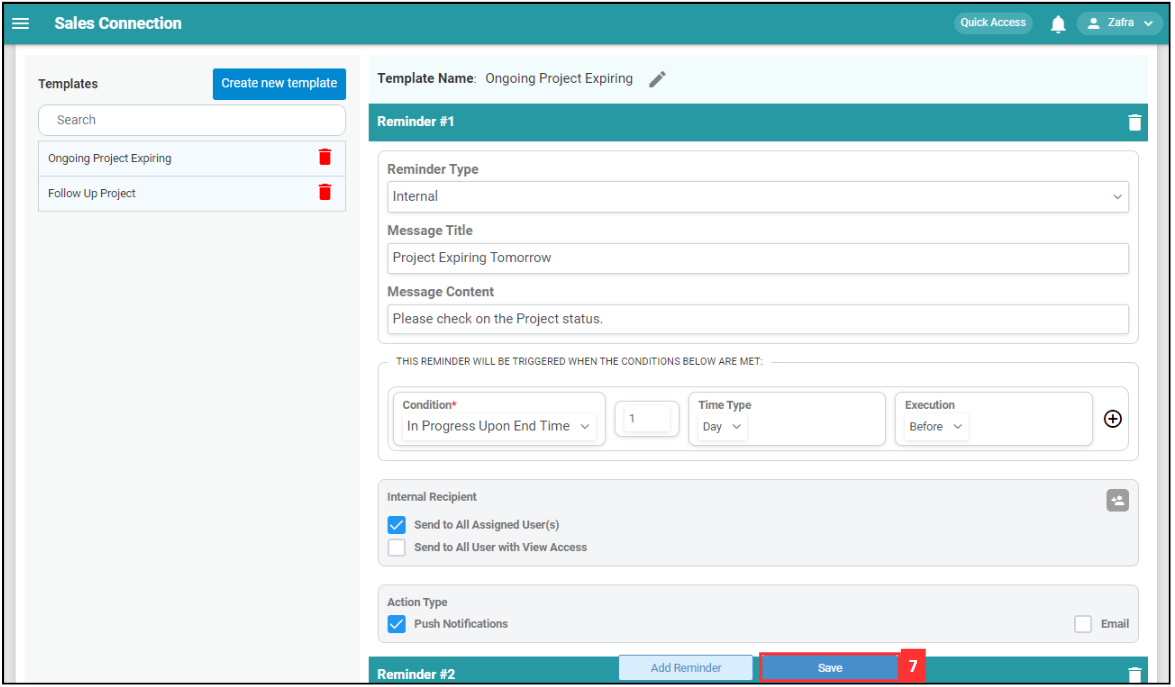 Sales Connection
Quick Access
Zafra
Templates
Create new template
Search
Ongoing Project Expiring
Follow Up Project
Template Name: Ongoing Project Expiring
Reminder #1
Reminder Type
Internal
Message Title
Project Expiring Tomorrow
Message Content
Please check on the Project status.
THIS REMINDER WILL BE TRIGGERED WHEN THE CONDITIONS BELOW ARE MET:
Condition*
In Progress Upon End Time
1
Time Type
Day
Execution
Before
Internal Recipient
Send to All Assigned User(s)
Send to All User with View Access
Action Type
Push Notifications
Email
Reminder #2
Add Reminder
Save
7